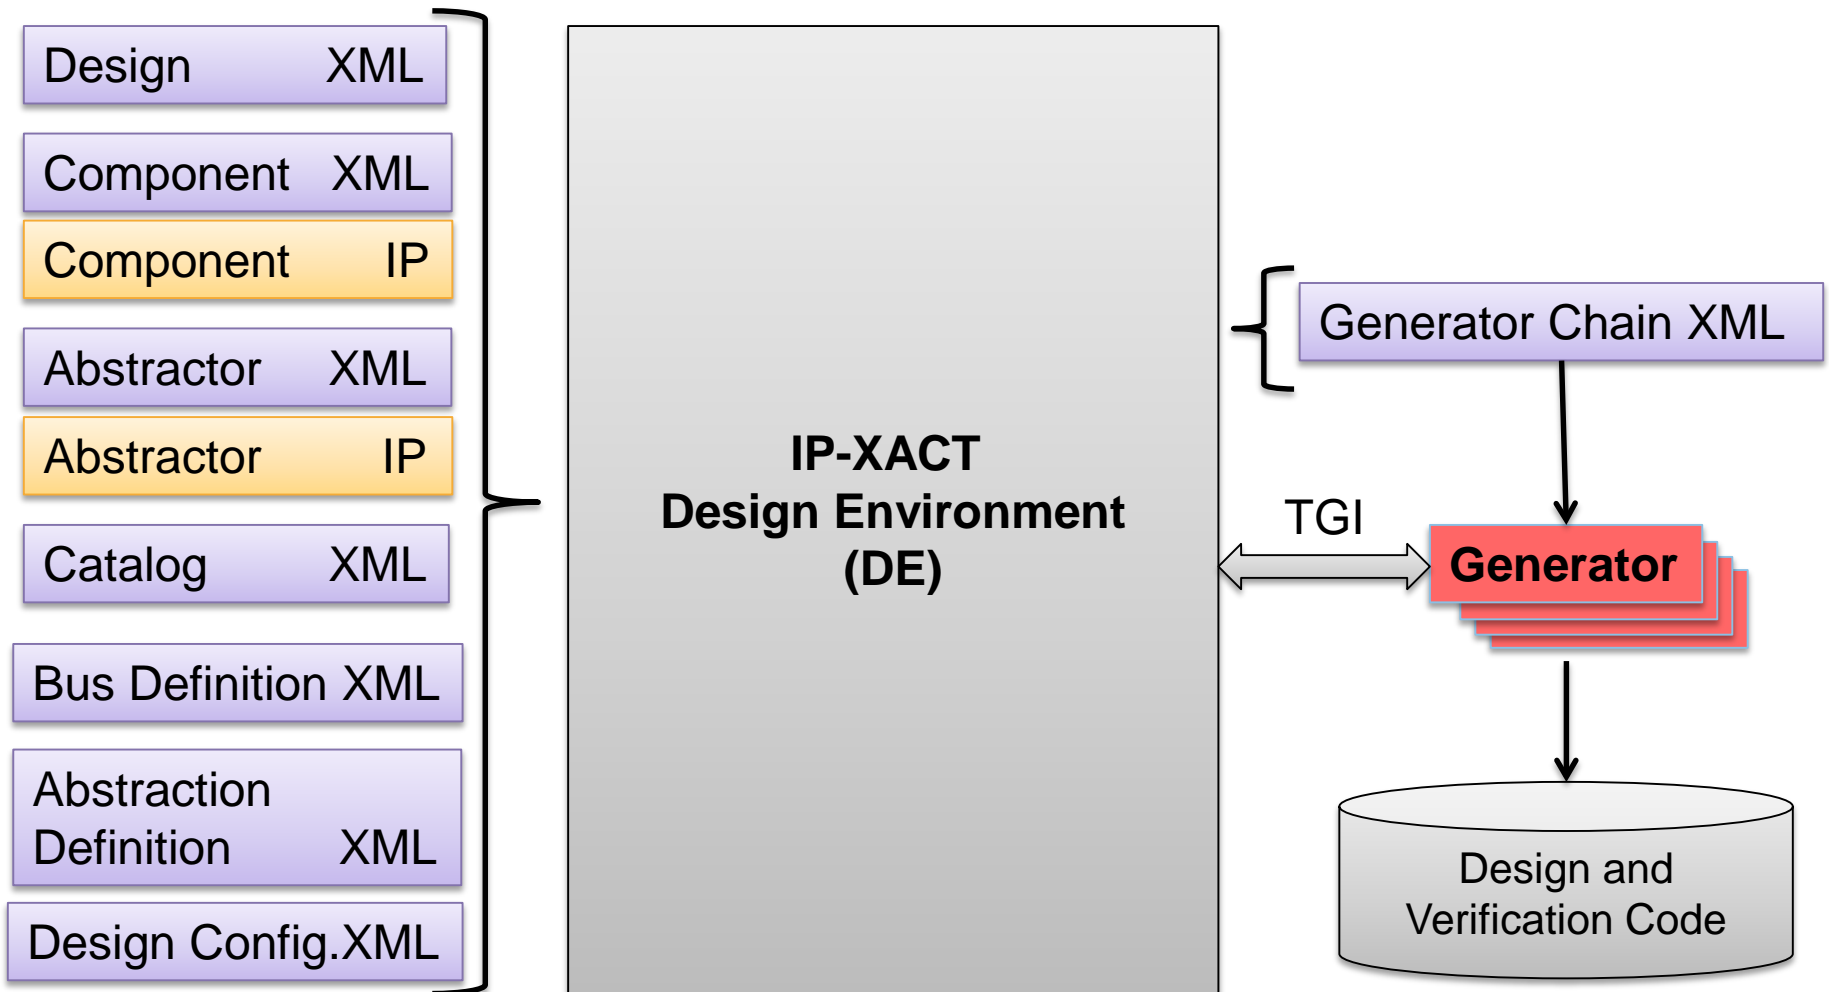 Design XML
Component XML
Component IP
Abstractor XML
Abstractor IP
Catalog XML
Bus Definition XML
Abstraction
Definition XML
Design Config.XML
IP-XACT
Design Environment
(DE)
Generator Chain XML
TGI
Generator
Design and
Verification Code